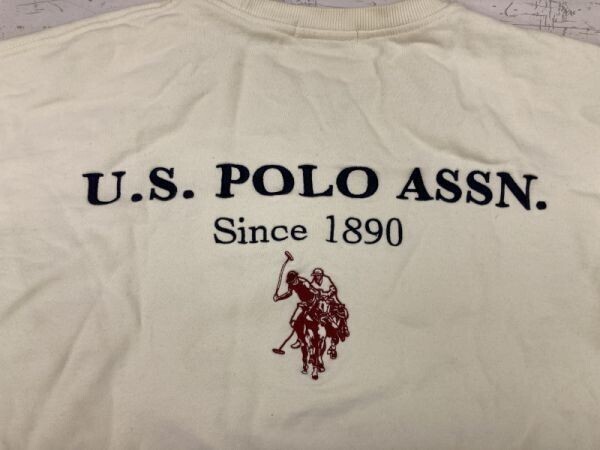 U.S. POLO ASSN.
Since 1890